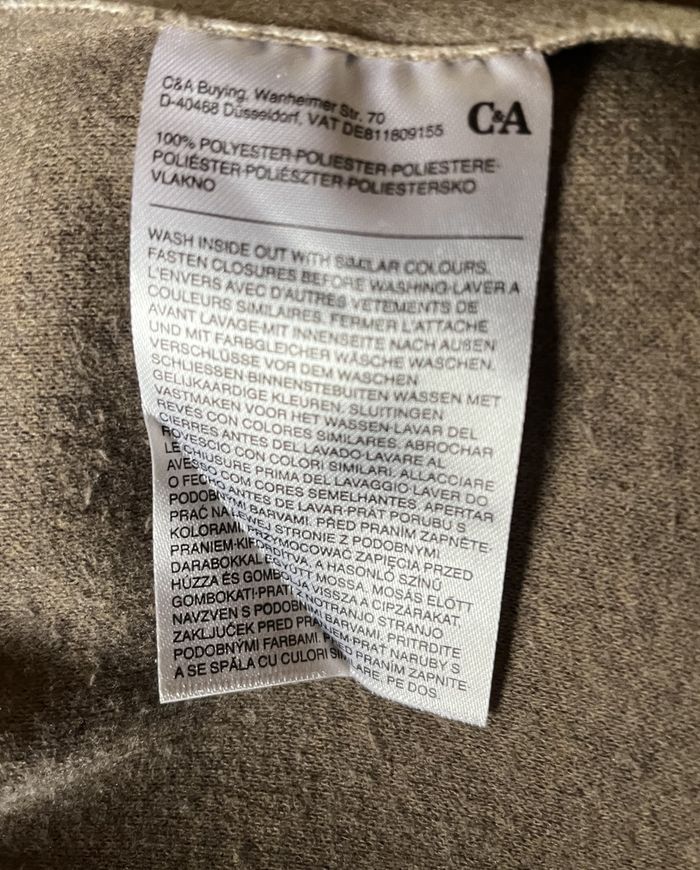 C&A Buying, Wanheimer Str. 70
D-40468 Düsseldorf, VAT DE811809155
C&A
100% POLYESTER-POLIESTER-POLIESTERE-
POLIÉSTER-POLIÉSZTER-POLIESTERSKO
VLAKNO
WASH INSIDE OUT WITH SIMILAR COLOURS.
FASTEN CLOSURES BEFORE WASHING-LAVER A
L'ENVERS AVEC D'AUTRES VETEMENTS DE
COULEURS SIMILAIRES. FERMER L'ATTACHE
AVANT LAVAGE-MIT INNENSEITE NACH AUßEN
UND MIT FARBGLEICHER WÄSCHE WASCHEN.
VERSCHLÜSSE VOR DEM WASCHEN
SCHLIESSEN-BINNENSTEBUITEN WASSEN MET
GELIJKAARDIGE KLEUREN. SLUITINGEN
VASTMAKEN VOOR HET WASSEN-LAVAR DEL
REVÉS CON COLORES SIMILARES. ABROCHAR
CIERRES ANTES DEL LAVADO-LAVARE AL
ROVESCIO CON COLORI SIMILARI. ALLACCIARE
LE CHIUSURE PRIMA DEL LAVAGGIO-LAVER DO
AVESSO COM CORES SEMELHANTES. APERTAR
O FECHO ANTES DE LAVAR-PRÁT PORUBU S
PODOBNÝMI BARVAMI. PŘED PRANÍM ZAPNĚTE-
PRAĆ NA LEWEJ STRONIE Z PODOBNYMI
KOLORAMI. PRZYMOCOWAĆ ZAPIĘCIA PRZED
PRANIEM-KIFORDÍTVA, A HASONLÓ SZÍNŰ
DARABOKKAL EGYÜTT MOSSA. MOSÁS ELŐTT
HÚZZA ÉS GOMBOLJA VISSZA A CIPZÁRAKAT,
GOMBOKAT-PRATI Z NOTRANJO STRANJO
NAVZVEN S PODOBNIMI BARVAMI. PRITRDITE
ZAKLJUČEK PRED PRANJEM-PRAŤ NARUBY S
PODOBNÝMI FARBAMI. PRED PRANÍM ZAPNITE
A SE SPĂLA CU CULORI SIMILARE, PE DOS